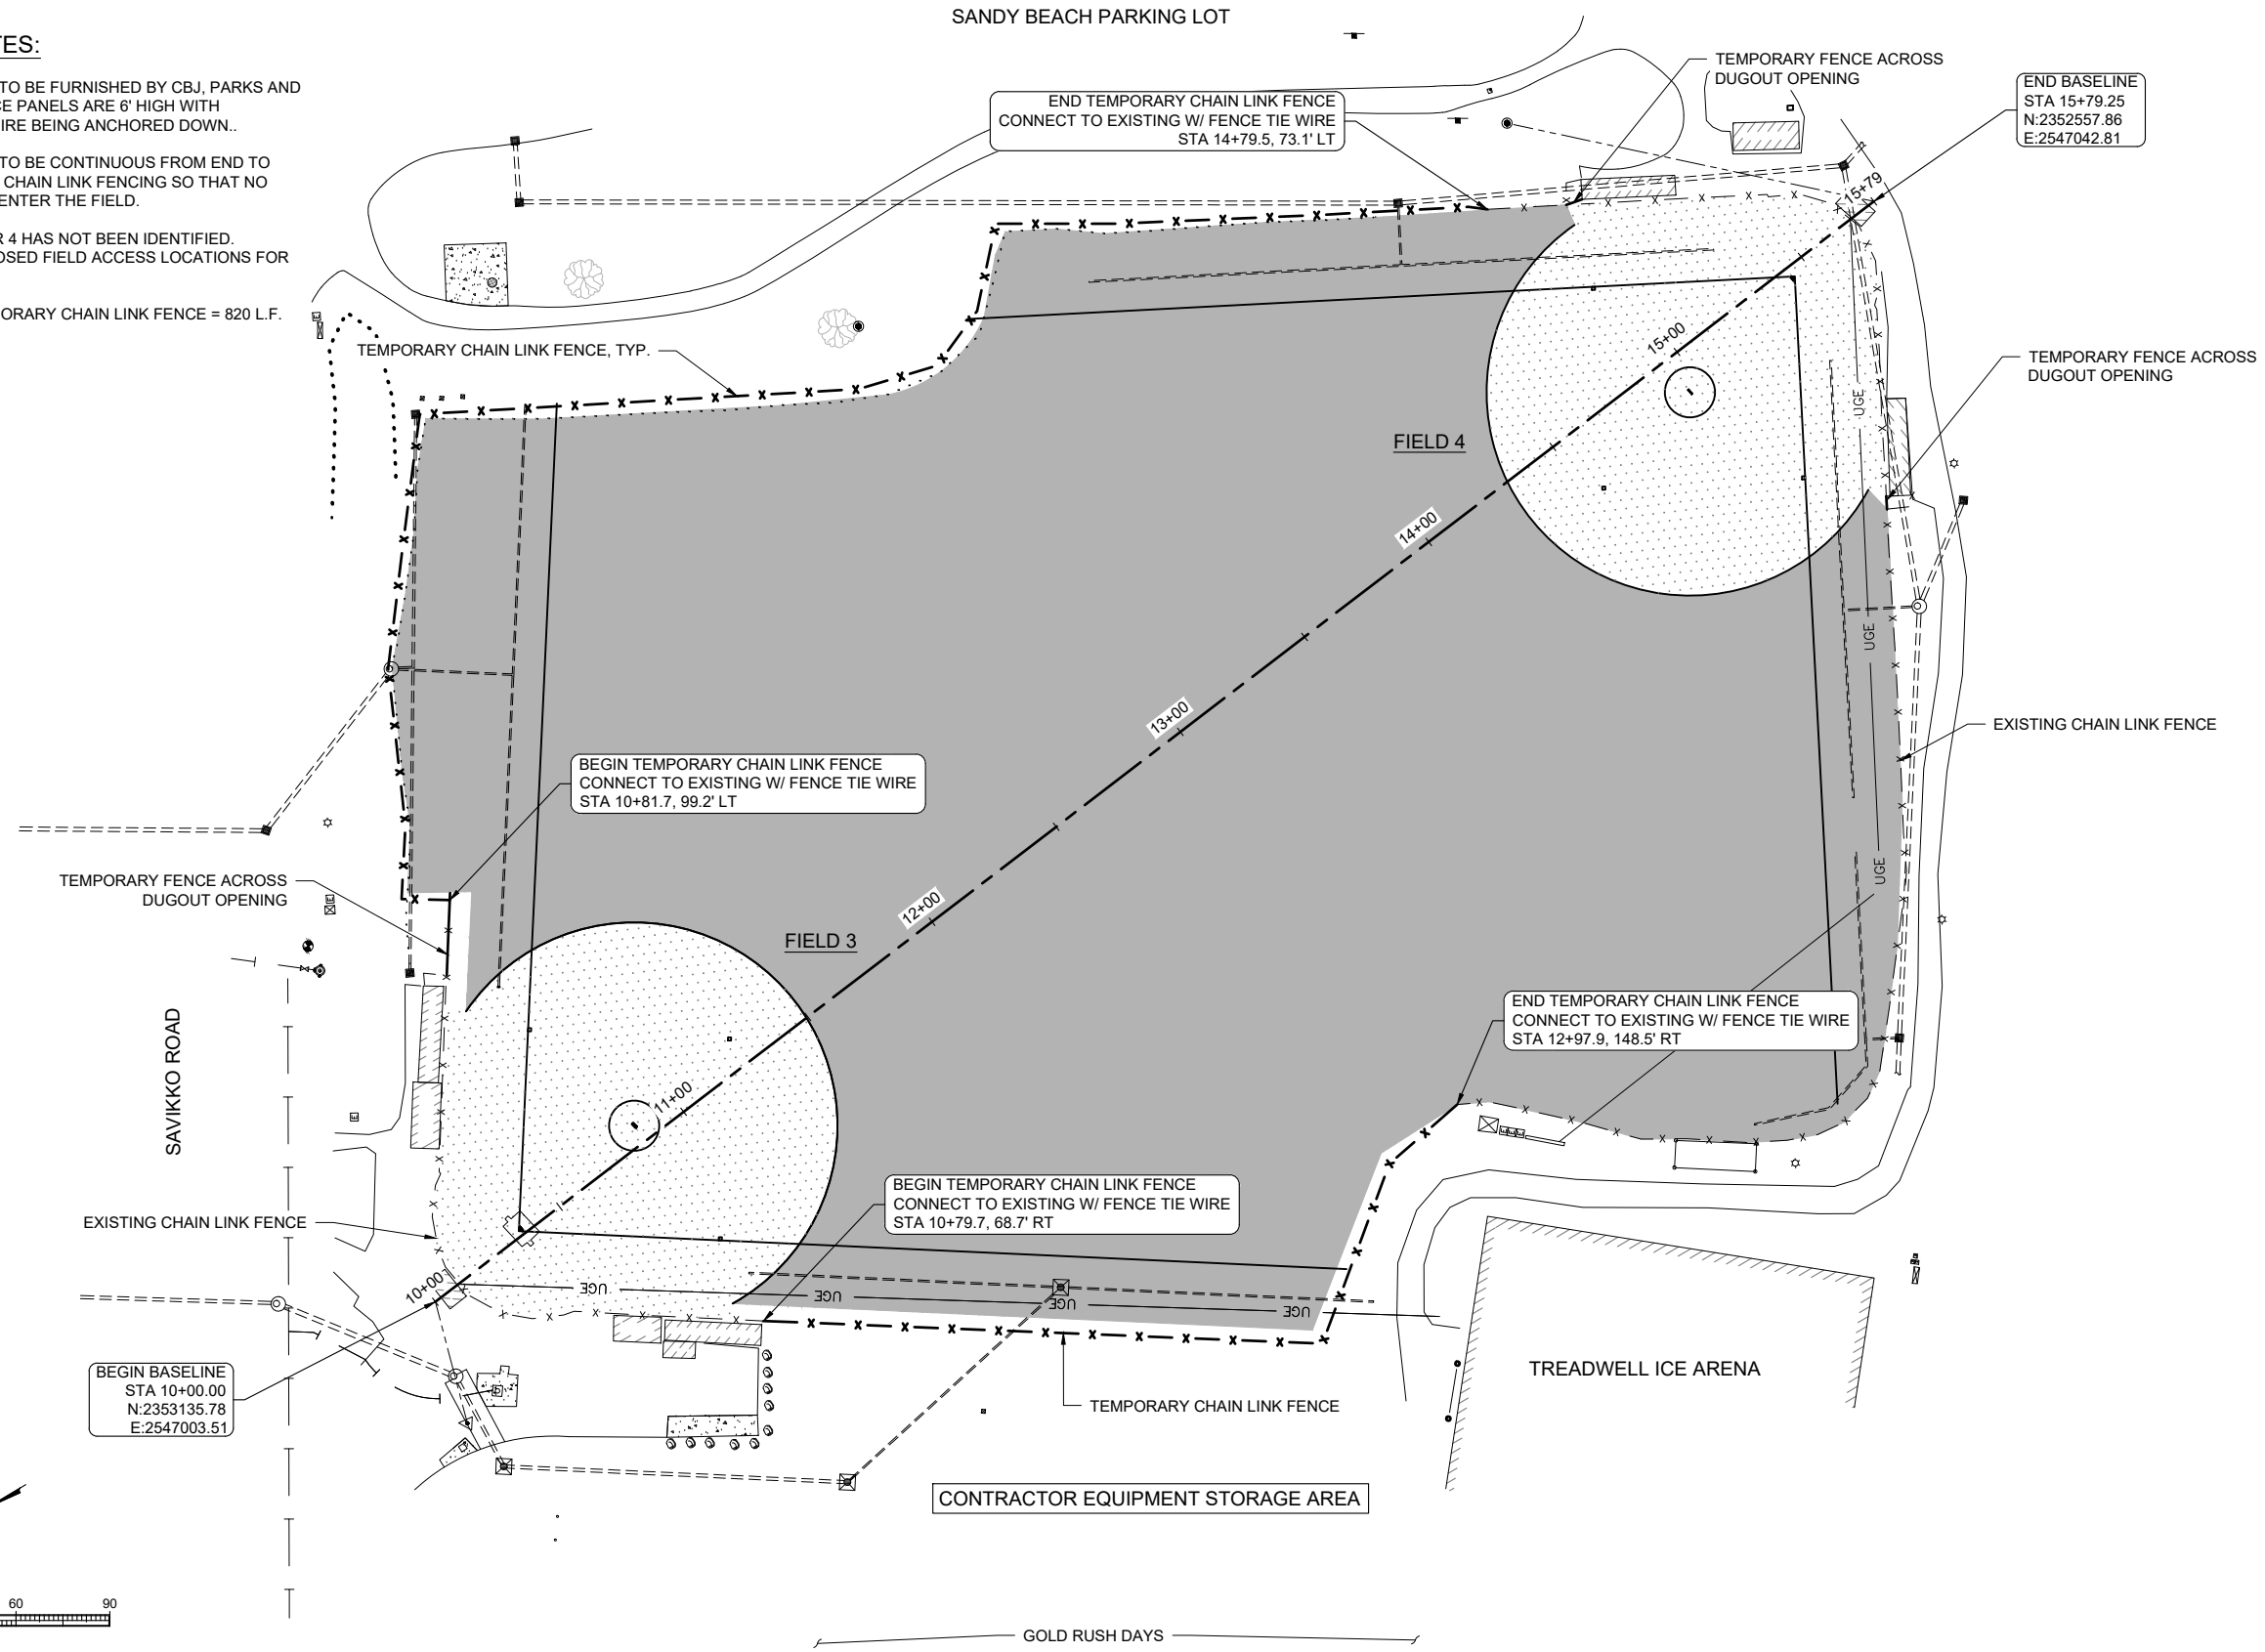 SANDY BEACH PARKING LOT
TES:
TO BE FURNISHED BY CBJ, PARKS AND
CE PANELS ARE 6' HIGH WITH
IRE BEING ANCHORED DOWN..
TO BE CONTINUOUS FROM END TO
CHAIN LINK FENCING SO THAT NO
ENTER THE FIELD.
R 4 HAS NOT BEEN IDENTIFIED.
OSED FIELD ACCESS LOCATIONS FOR
ORARY CHAIN LINK FENCE = 820 L.F.
END TEMPORARY CHAIN LINK FENCE
CONNECT TO EXISTING W/ FENCE TIE WIRE
STA 14+79.5, 73.1' LT
TEMPORARY FENCE ACROSS
DUGOUT OPENING
END BASELINE
STA 15+79.25
N:2352557.86
E:2547042.81
15+79
TEMPORARY CHAIN LINK FENCE, TYP.
15+00
TEMPORARY FENCE ACROSS
DUGOUT OPENING
UGE
FIELD 4
14+00
UGE
13+00
EXISTING CHAIN LINK FENCE
BEGIN TEMPORARY CHAIN LINK FENCE
CONNECT TO EXISTING W/ FENCE TIE WIRE
STA 10+81.7, 99.2' LT
UGE
TEMPORARY FENCE ACROSS
DUGOUT OPENING
12+00
FIELD 3
END TEMPORARY CHAIN LINK FENCE
CONNECT TO EXISTING W/ FENCE TIE WIRE
STA 12+97.9, 148.5' RT
SAVIKKO ROAD
11+00
BEGIN TEMPORARY CHAIN LINK FENCE
CONNECT TO EXISTING W/ FENCE TIE WIRE
STA 10+79.7, 68.7' RT
EXISTING CHAIN LINK FENCE
10+00
UGE
UGE
UGE
UGE
BEGIN BASELINE
STA 10+00.00
N:2353135.78
E:2547003.51
TREADWELL ICE ARENA
TEMPORARY CHAIN LINK FENCE
CONTRACTOR EQUIPMENT STORAGE AREA
60 90
GOLD RUSH DAYS